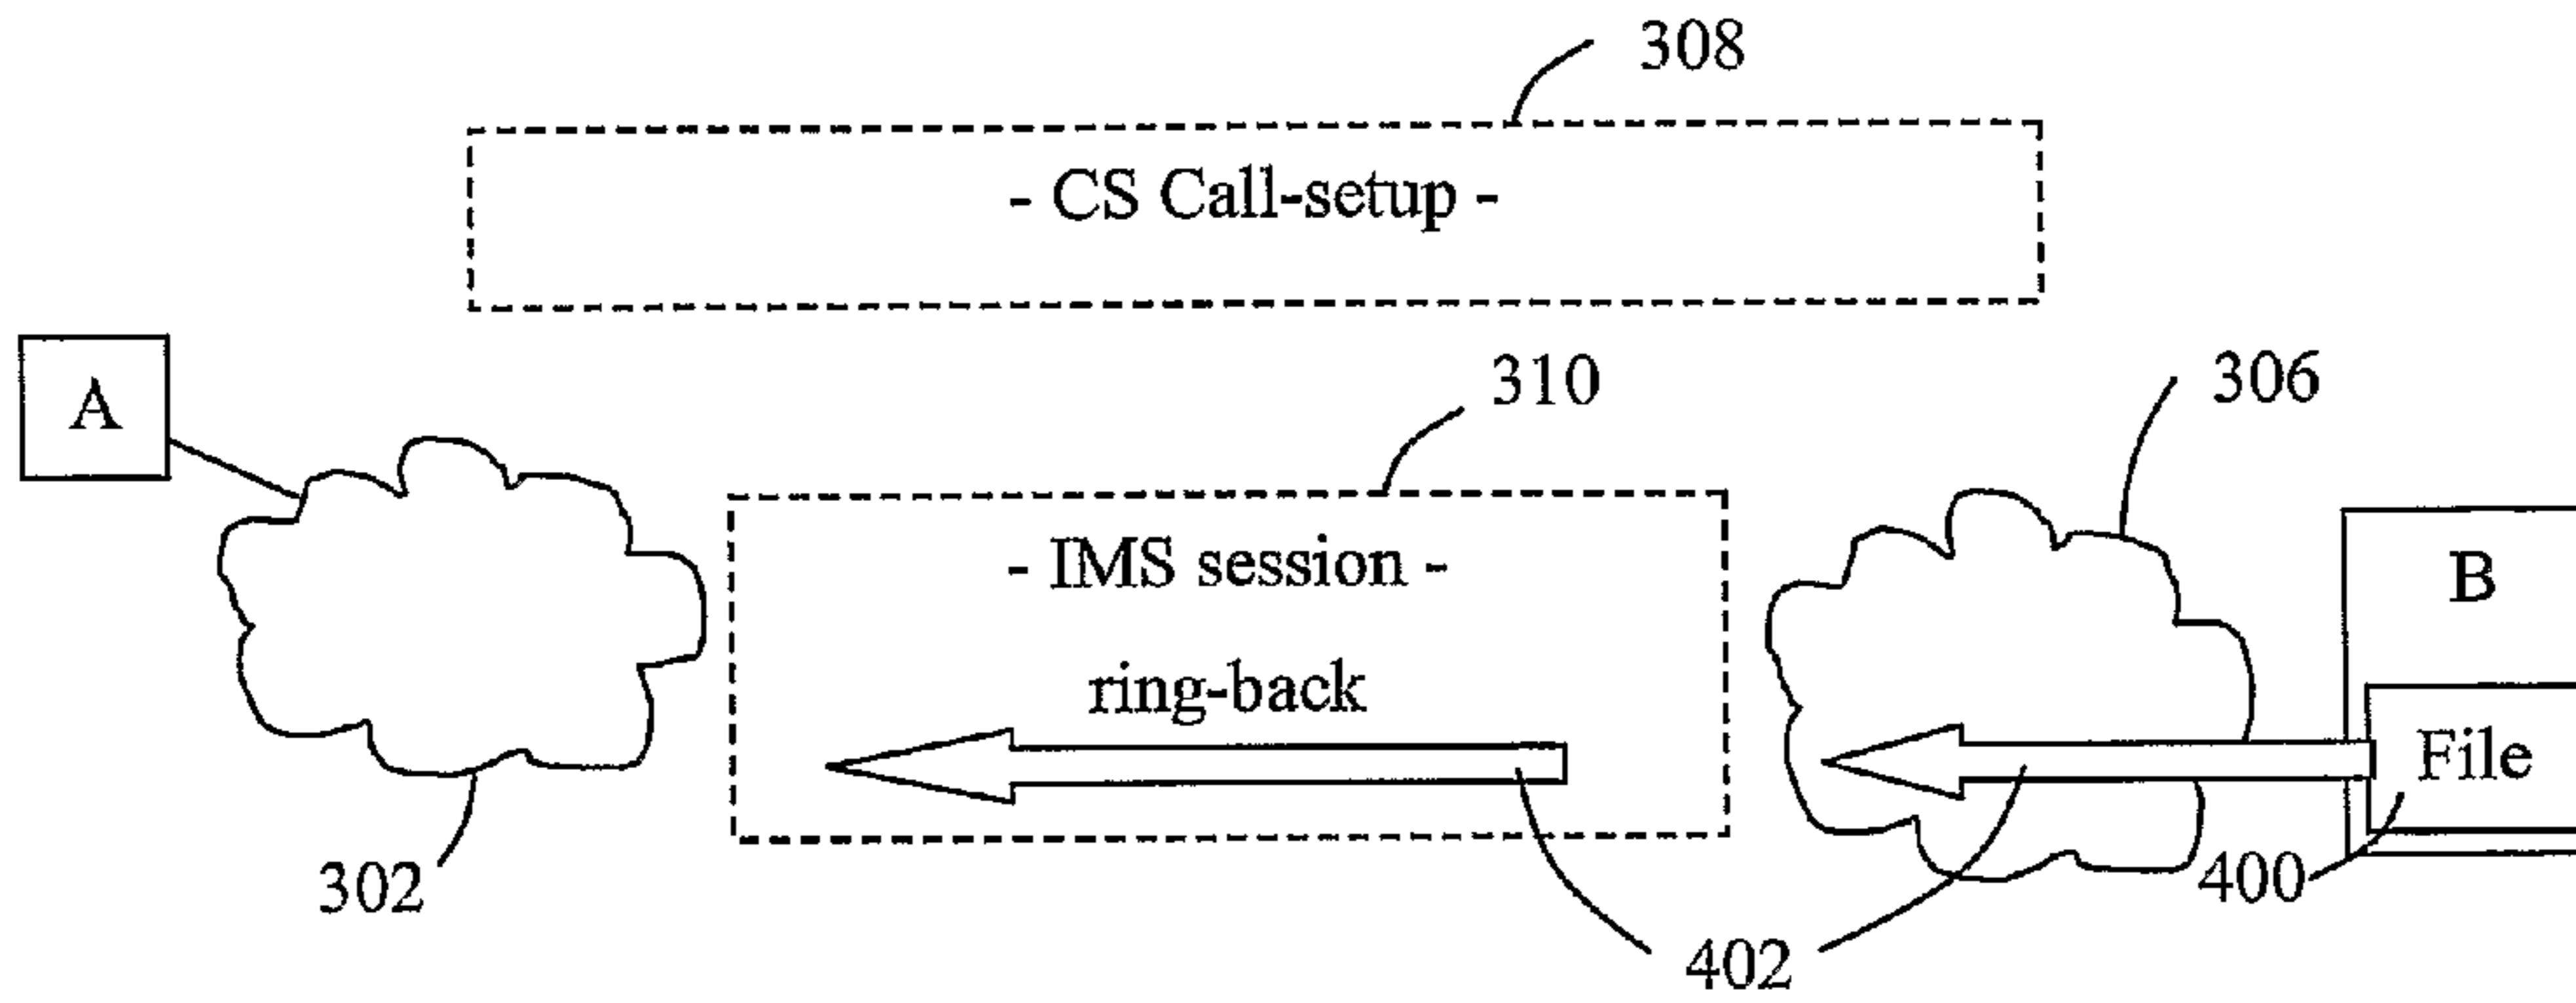 308
- CS Call-setup -
A
310
306
- IMS session -
B
ring-back
File
302
400
402